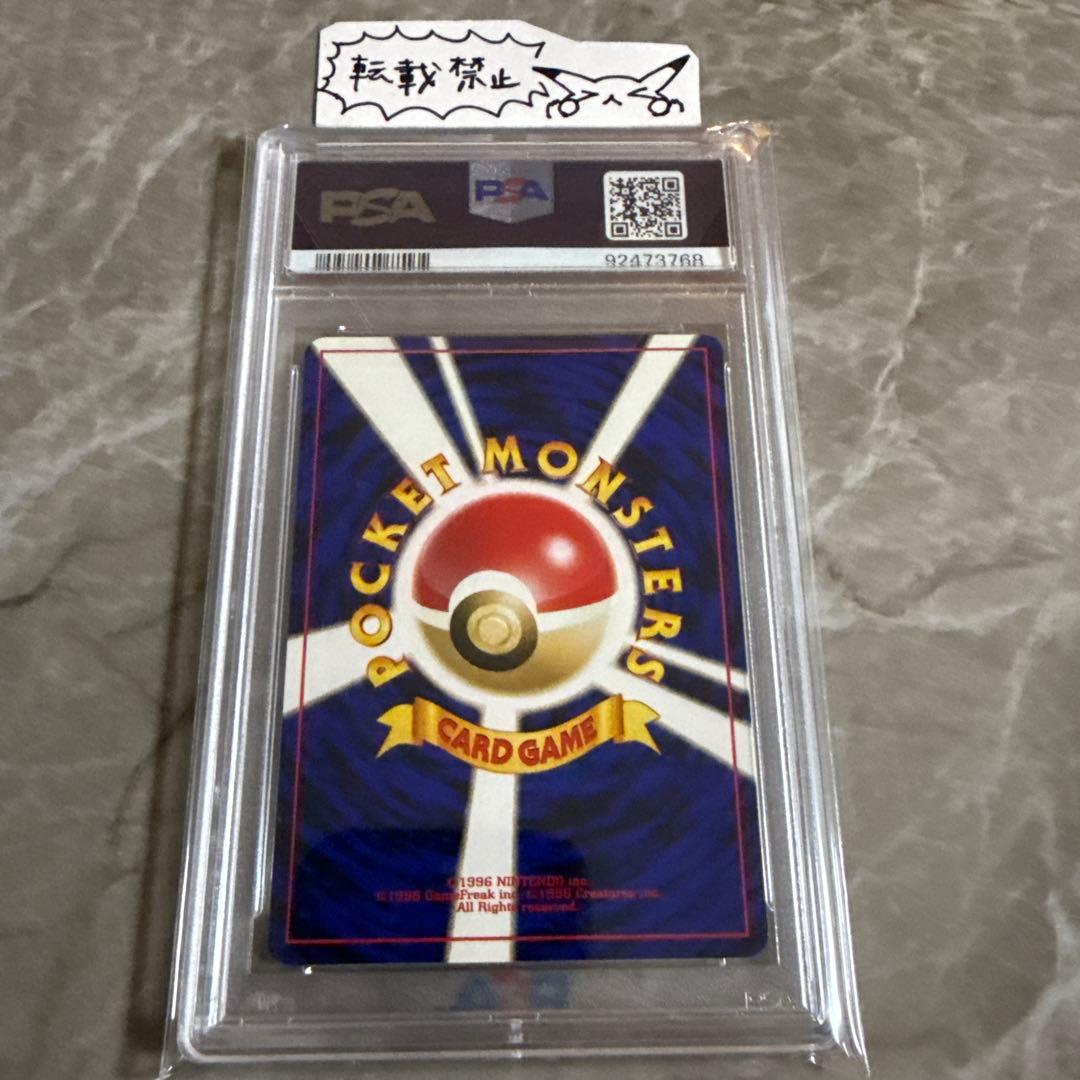 転載禁止
PSA
PSA
92473768
POCKET MONSTERS
CARD GAME
©1996 NINTENDO inc.
©1996 GameFreak inc. ©1996 Creatures inc.
All Rights reserved.
PSA